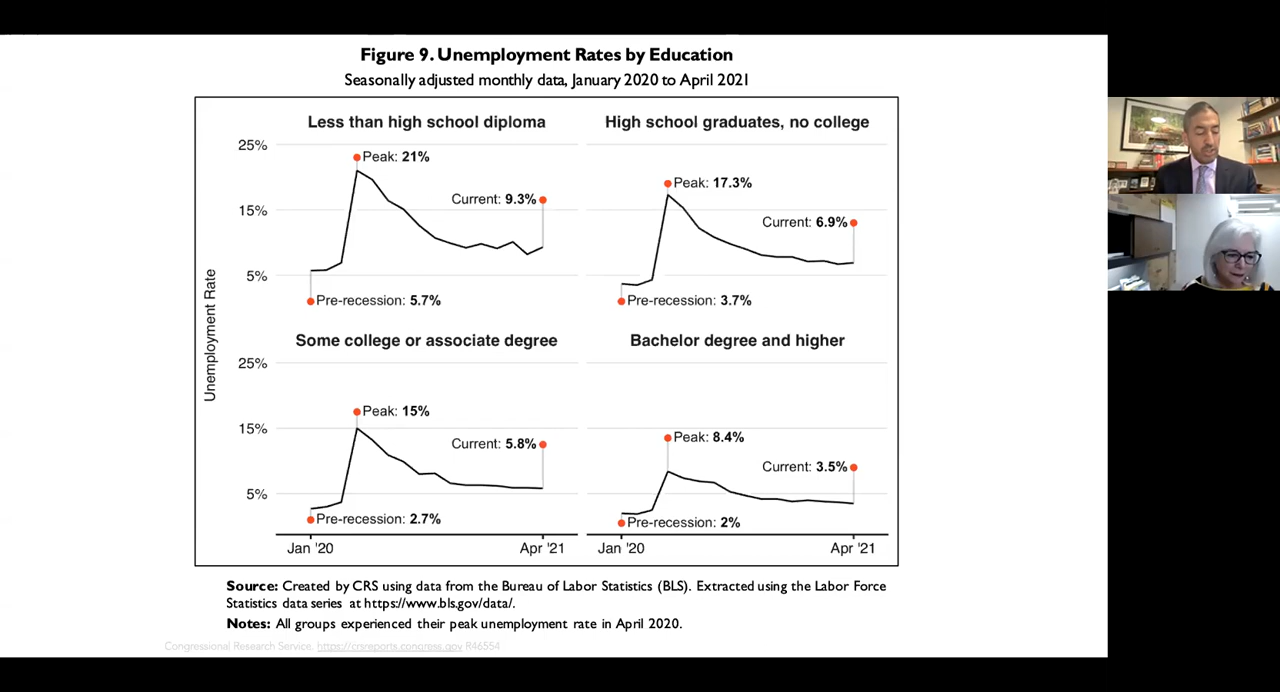 Figure 9. Unemployment Rates by Education
Seasonally adjusted monthly data, January 2020 to April 2021
Less than high school diploma
High school graduates, no college
25%
15%
5%
Peak: 21%
Current: 9.3%
Pre-recession: 5.7%
Peak: 17.3%
Current: 6.9%
Pre-recession: 3.7%
Unemployment Rate
Some college or associate degree
Bachelor degree and higher
25%
15%
5%
Peak: 15%
Current: 5.8%
Pre-recession: 2.7%
Peak: 8.4%
Current: 3.5%
Pre-recession: 2%
Jan '20
Apr '21
Jan '20
Apr '21
Source: Created by CRS using data from the Bureau of Labor Statistics (BLS). Extracted using the Labor Force
Statistics data series at https://www.bls.gov/data/.
Notes: All groups experienced their peak unemployment rate in April 2020.
Congressional Research Service. https://crsreports.congress.gov R46554